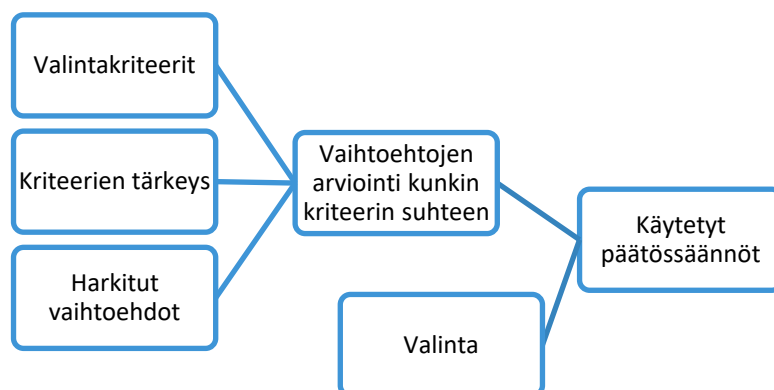 Valintakriteerit
Kriteerien tärkeys
Harkitut
vaihtoehdot
Vaihtoehtojen
arviointi kunkin
kriteerin suhteen
Käytetyt
päätössäännöt
Valinta